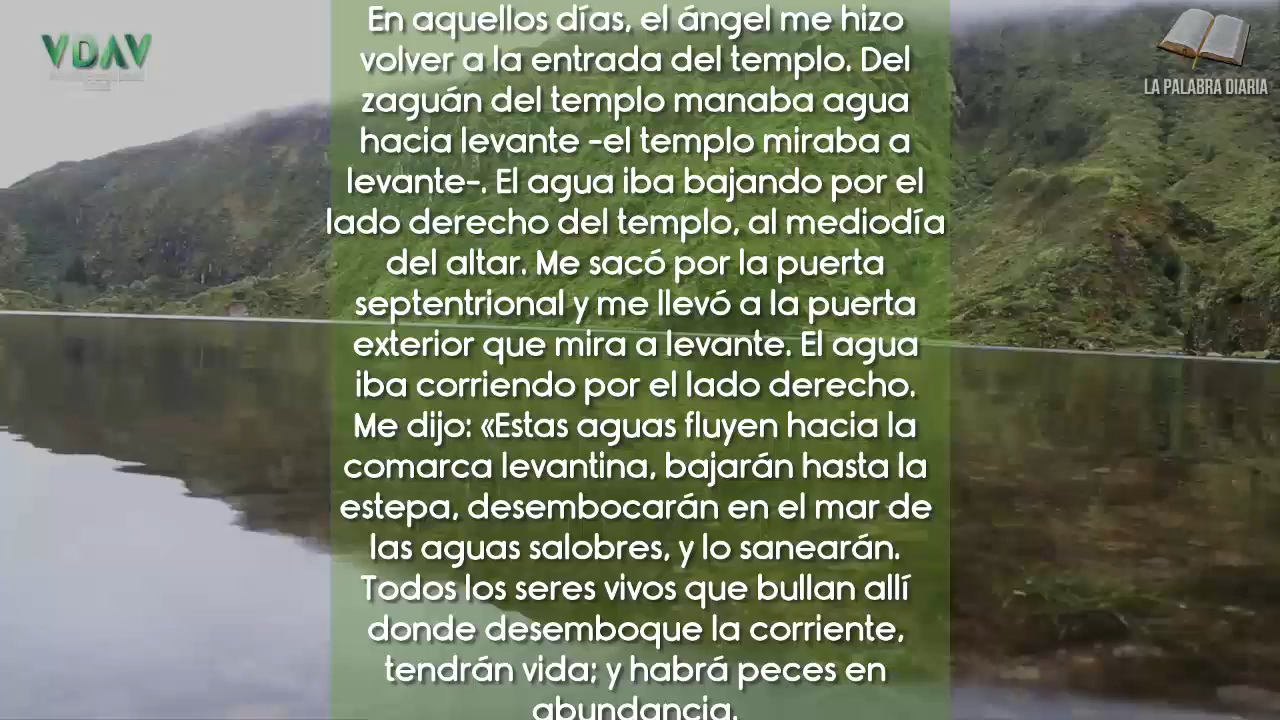 En aquellos días, el ángel me hizo
volver a la entrada del templo. Del
zaguán del templo manaba agua
hacia levante -el templo miraba a
levante-. El agua iba bajando por el
lado derecho del templo, al mediodía
del altar. Me sacó por la puerta
septentrional y me llevó a la puerta
exterior que mira a levante. El agua
iba corriendo por el lado derecho.
Me dijo: «Estas aguas fluyen hacia la
comarca levantina, bajarán hasta la
estepa, desembocarán en el mar de
las aguas salobres, y lo sanearán.
Todos los seres vivos que bullan allí
donde desemboque la corriente,
tendrán vida; y habrá peces en
abundancia.
VDAV
LA PALABRA DIARIA